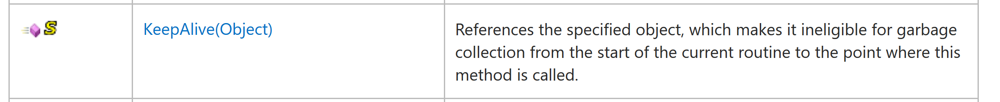 S
KeepAlive(Object)
References the specified object, which makes it ineligible for garbage
collection from the start of the current routine to the point where this
method is called.